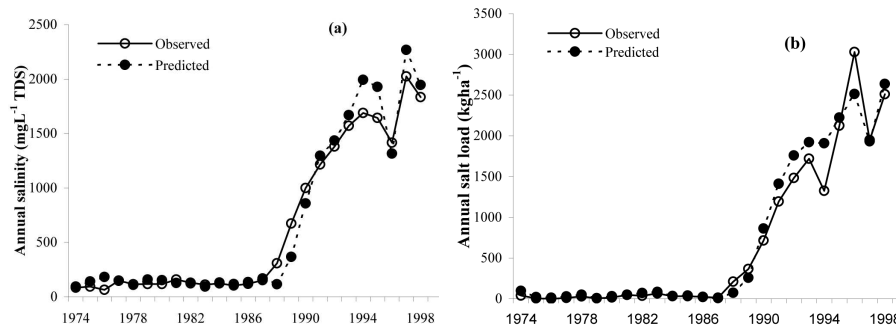 (a)
Observed
Predicted
Annual salinity (mgL⁻¹ TDS)
2500
2000
1500
1000
500
0
1974 1978 1982 1986 1990 1994 1998
(b)
Observed
Predicted
Annual salt load (kgha⁻¹)
3500
3000
2500
2000
1500
1000
500
0
1974 1978 1982 1986 1990 1994 1998